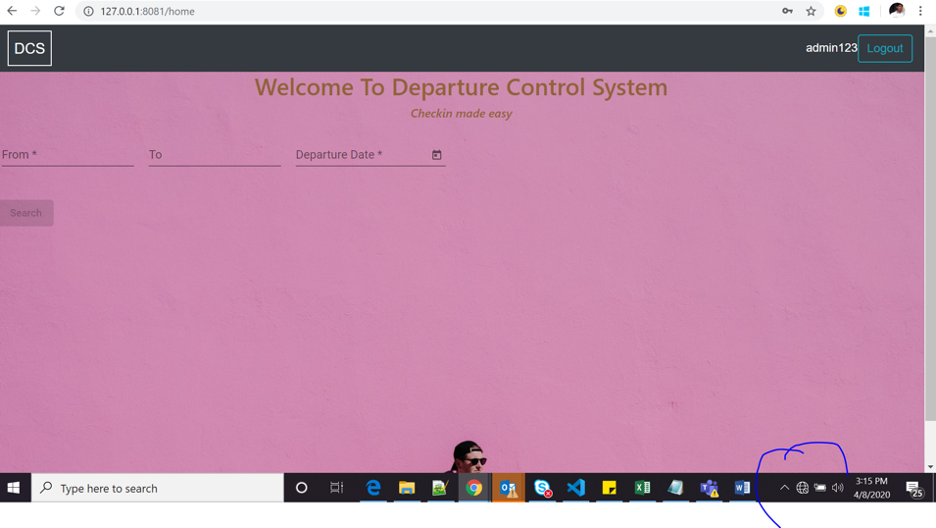 127.0.0.1:8081/home
DCS
admin123 Logout
Welcome To Departure Control System
Checkin made easy
From * To Departure Date *
Search
Type here to search
3:15 PM
4/8/2020
25